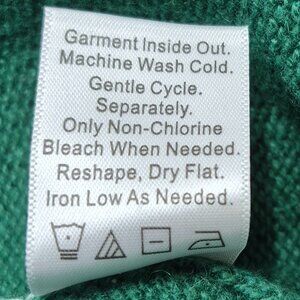 Garment Inside Out.
Machine Wash Cold.
Gentle Cycle.
Separately.
Only Non-Chlorine
Bleach When Needed.
Reshape, Dry Flat.
Iron Low As Needed.